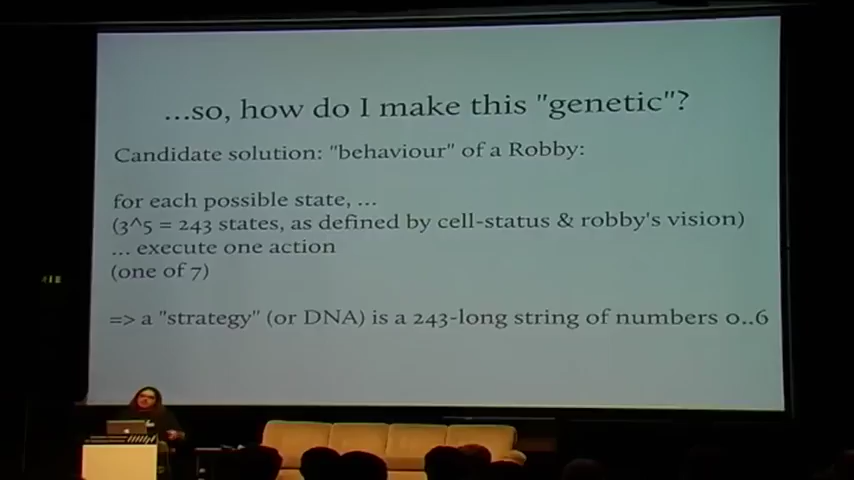 ...so, how do I make this "genetic"?
Candidate solution: "behaviour" of a Robby:
for each possible state, ...
(3^5 = 243 states, as defined by cell-status & robby's vision)
... execute one action
(one of 7)
=> a "strategy" (or DNA) is a 243-long string of numbers 0..6